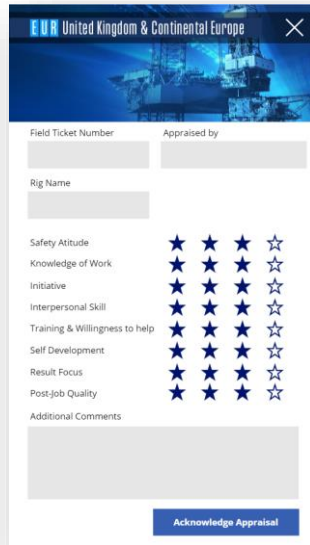 EUR United Kingdom & Continental Europe
Field Ticket Number Appraised by
Rig Name
Safety Atitude
Knowledge of Work
Initiative
Interpersonal Skill
Training & Willingness to help
Self Development
Result Focus
Post-Job Quality
Additional Comments
Acknowledge Appraisal